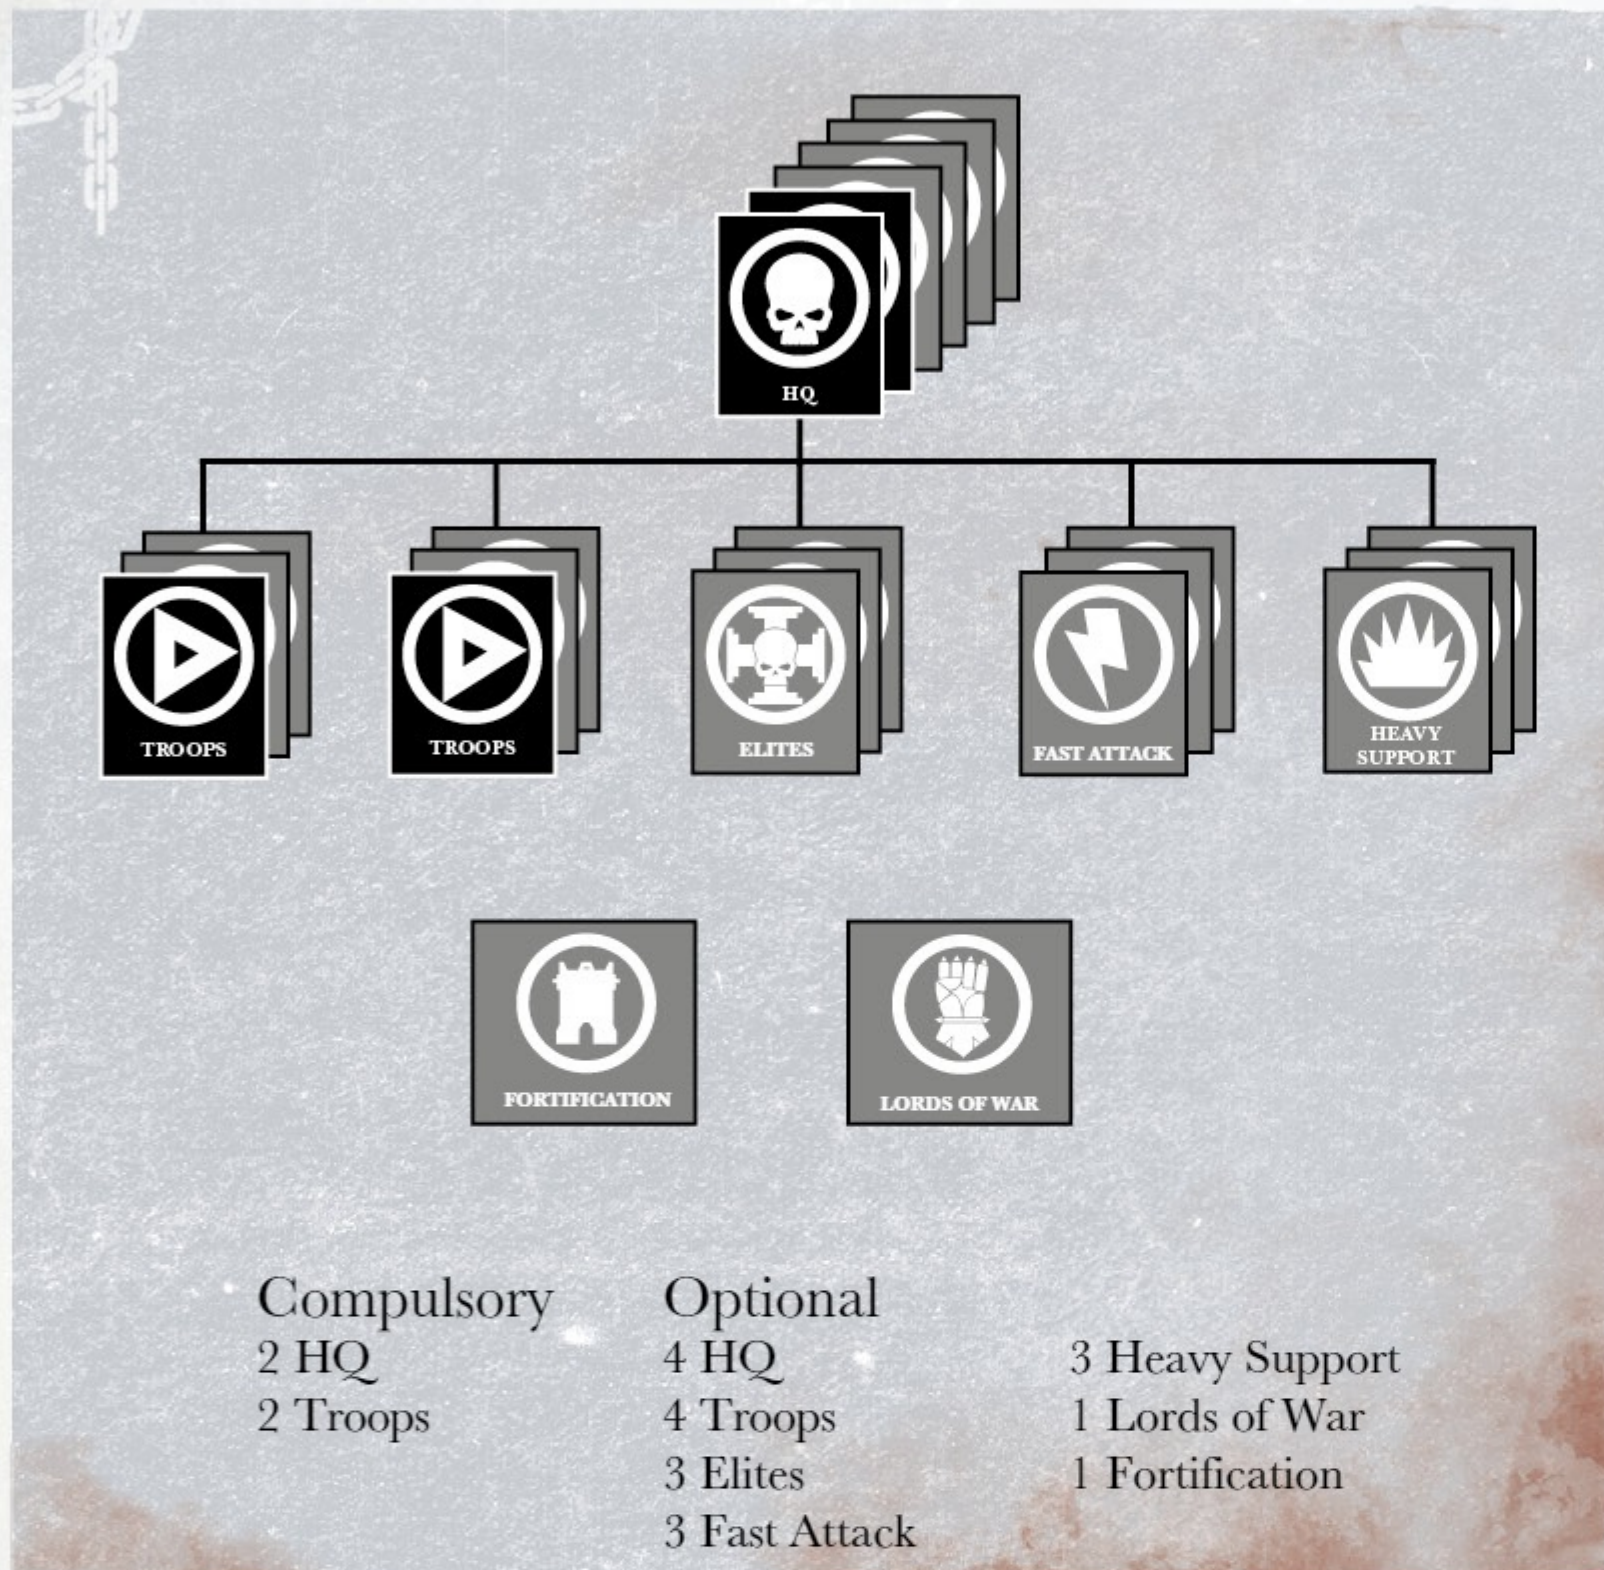 HQ
TROOPS
TROOPS
ELITES
FAST ATTACK
HEAVY
SUPPORT
FORTIFICATION
LORDS OF WAR
Compulsory
2 HQ
2 Troops
Optional
4 HQ
4 Troops
3 Elites
3 Fast Attack
3 Heavy Support
1 Lords of War
1 Fortification